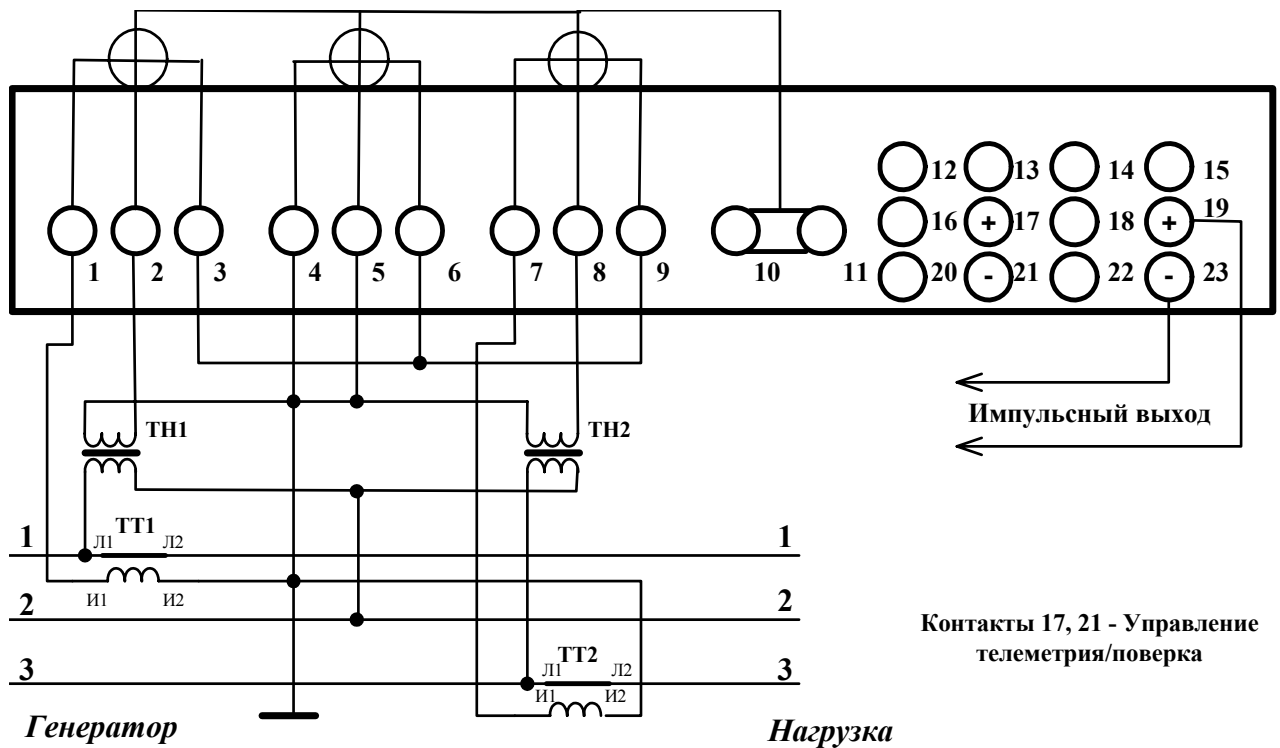 12 13 14 15
16 + 17 18 + 19
1 2 3 4 5 6 7 8 9 10 11 20 - 21 22 - 23
Импульсный выход
ТН1 ТН2
1 ТТ1 1
Л1 Л2
И1 И2
2 2
Контакты 17, 21 - Управление
телеметрия/поверка
3 ТТ2 3
Л1 Л2
И1 И2
Генератор Нагрузка